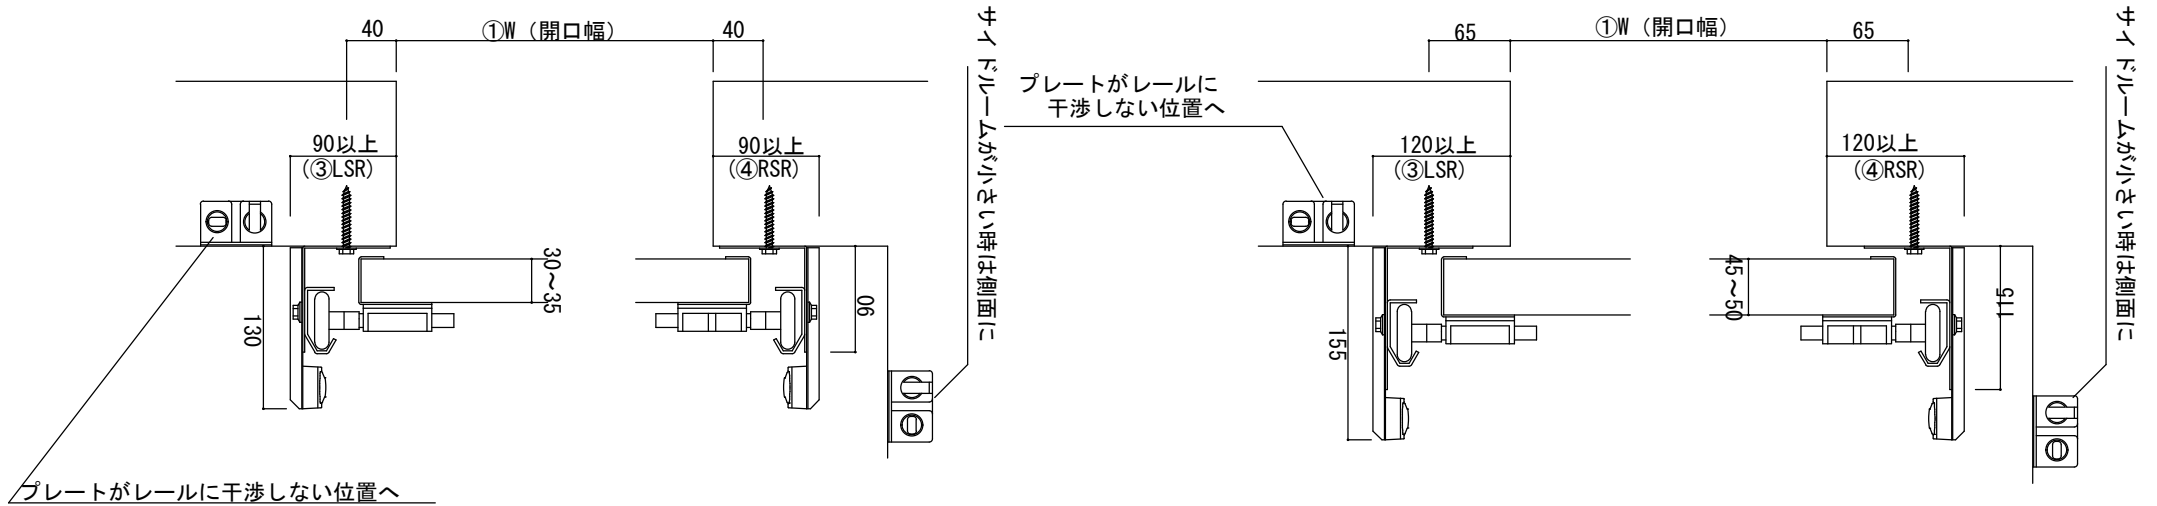 40
①W（開口幅）
40
90以上
（③LSR）
90以上
（④RSR）
30～35
130
90
サイドルームが小さい時は側面に
プレートがレールに干渉しない位置へ
65
①W（開口幅）
65
プレートがレールに
干渉しない位置へ
120以上
（③LSR）
120以上
（④RSR）
45～50
155
115
サイドルームが小さい時は側面に